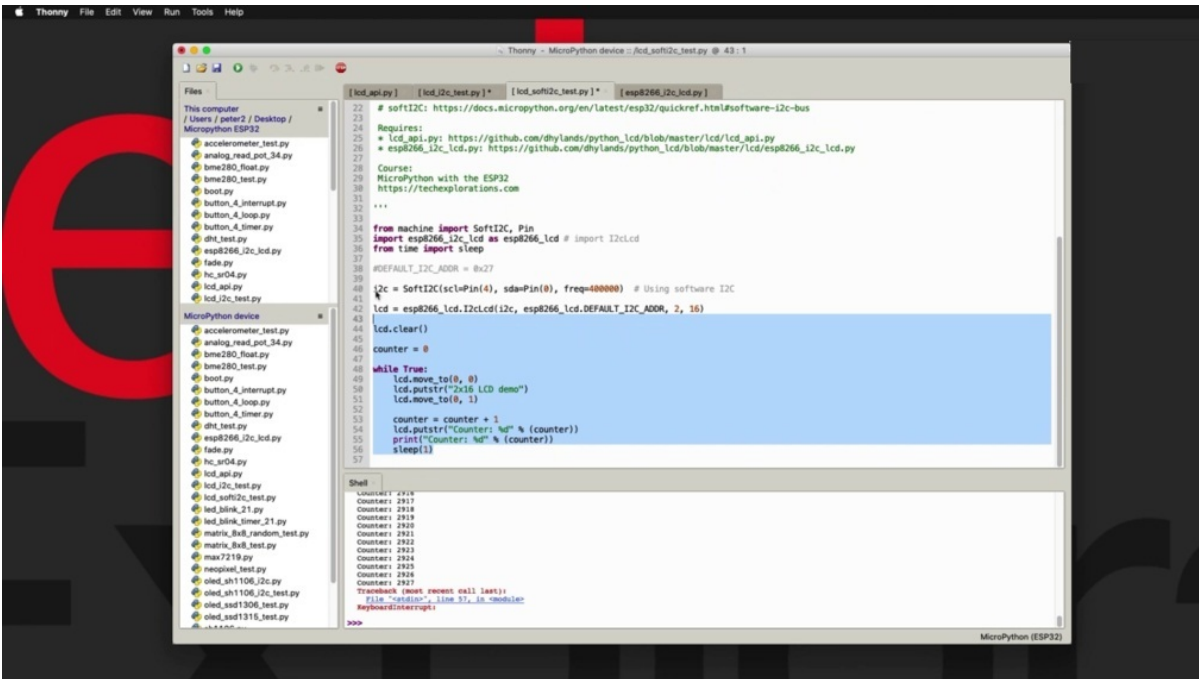 Thonny File Edit View Run Tools Help
Thonny - MicroPython device :: /lcd_softi2c_test.py @ 43 : 1
Files
This computer
/ Users / peter2 / Desktop /
Micropython ESP32
accelerometer_test.py
analog_read_pot_34.py
bme280_float.py
bme280_test.py
boot.py
button_4_interrupt.py
button_4_loop.py
button_4_timer.py
dht_test.py
esp8266_i2c_lcd.py
fade.py
hc_sr04.py
lcd_api.py
lcd_i2c_test.py
MicroPython device
accelerometer_test.py
analog_read_pot_34.py
bme280_float.py
bme280_test.py
boot.py
button_4_interrupt.py
button_4_loop.py
button_4_timer.py
dht_test.py
esp8266_i2c_lcd.py
fade.py
hc_sr04.py
lcd_api.py
lcd_i2c_test.py
lcd_softi2c_test.py
led_blink_21.py
led_blink_timer_21.py
matrix_8x8_random_test.py
matrix_8x8_test.py
max7219.py
neopixel_test.py
oled_sh1106_i2c.py
oled_sh1106_i2c_test.py
oled_ssd1306_test.py
oled_ssd1315_test.py
[ lcd_api.py ] [ lcd_i2c_test.py ] * [ lcd_softi2c_test.py ] * [ esp8266_i2c_lcd.py ]
22 # softI2C: https://docs.micropython.org/en/latest/esp32/quickref.html#software-i2c-bus
23
24 Requires:
25 * lcd_api.py: https://github.com/dhylands/python_lcd/blob/master/lcd/lcd_api.py
26 * esp8266_i2c_lcd.py: https://github.com/dhylands/python_lcd/blob/master/lcd/esp8266_i2c_lcd.py
27
28 Course:
29 MicroPython with the ESP32
30 https://techexplorations.com
31
32 '''
33
34 from machine import SoftI2C, Pin
35 import esp8266_i2c_lcd as esp8266_lcd # import I2cLcd
36 from time import sleep
37
38 #DEFAULT_I2C_ADDR = 0x27
39
40 i2c = SoftI2C(scl=Pin(4), sda=Pin(0), freq=400000) # Using software I2C
41
42 lcd = esp8266_lcd.I2cLcd(i2c, esp8266_lcd.DEFAULT_I2C_ADDR, 2, 16)
43
44 lcd.clear()
45
46 counter = 0
47
48 while True:
49 lcd.move_to(0, 0)
50 lcd.putstr("2x16 LCD demo")
51 lcd.move_to(0, 1)
52
53 counter = counter + 1
54 lcd.putstr("Counter: %d" % (counter))
55 print("Counter: %d" % (counter))
56 sleep(1)
57
Shell
Counter: 2916
Counter: 2917
Counter: 2918
Counter: 2919
Counter: 2920
Counter: 2921
Counter: 2922
Counter: 2923
Counter: 2924
Counter: 2925
Counter: 2926
Counter: 2927
Traceback (most recent call last):
File "<stdin>", line 57, in <module>
KeyboardInterrupt:
>>>
MicroPython (ESP32)